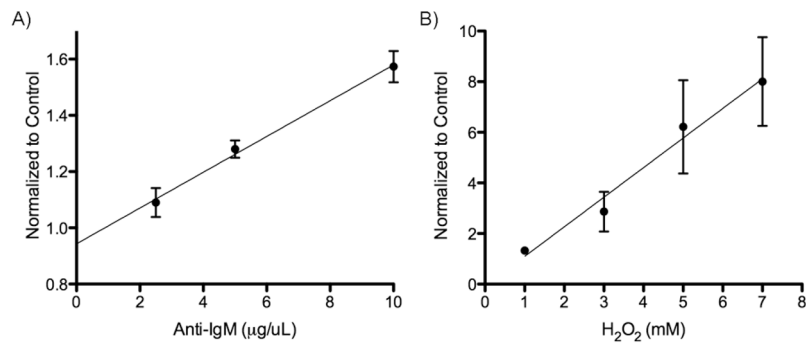 A)
Normalized to Control
1.6
1.4
1.2
1.0
0.8
0 2 4 6 8 10
Anti-IgM (μg/uL)
B)
Normalized to Control
10
8
6
4
2
0
0 1 2 3 4 5 6 7 8
H₂O₂ (mM)